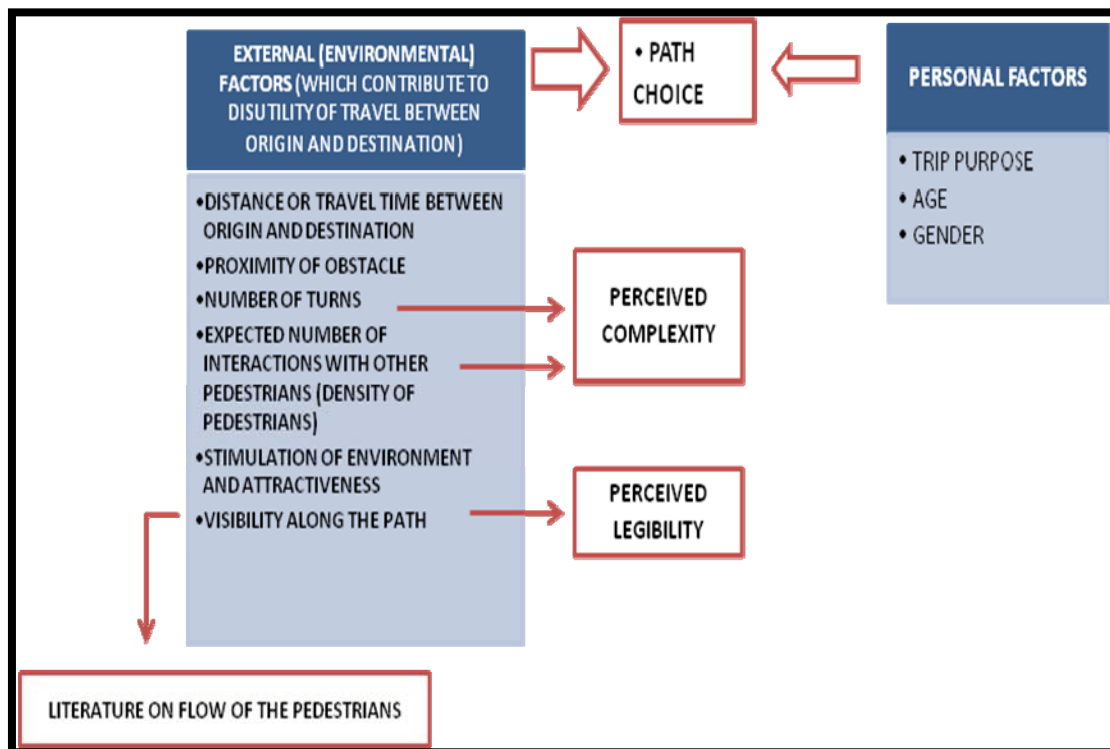 EXTERNAL (ENVIRONMENTAL)
FACTORS (WHICH CONTRIBUTE TO
DISUTILITY OF TRAVEL BETWEEN
ORIGIN AND DESTINATION)
•DISTANCE OR TRAVEL TIME BETWEEN
ORIGIN AND DESTINATION
•PROXIMITY OF OBSTACLE
•NUMBER OF TURNS
•EXPECTED NUMBER OF
INTERACTIONS WITH OTHER
PEDESTRIANS (DENSITY OF
PEDESTRIANS)
•STIMULATION OF ENVIRONMENT
AND ATTRACTIVENESS
•VISIBILITY ALONG THE PATH
• PATH
CHOICE
PERCEIVED
COMPLEXITY
PERCEIVED
LEGIBILITY
PERSONAL FACTORS
• TRIP PURPOSE
• AGE
• GENDER
LITERATURE ON FLOW OF THE PEDESTRIANS